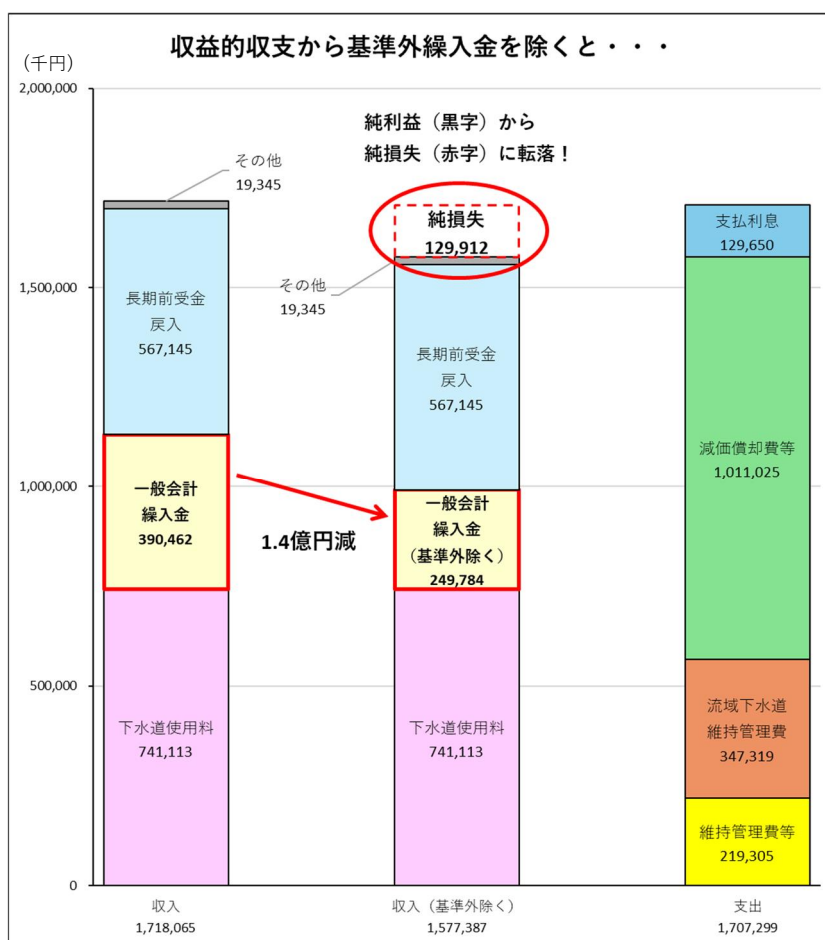 収益的収支から基準外繰入金を除くと・・・
(千円)
2,000,000
1,500,000
1,000,000
500,000
0
その他
19,345
長期前受金
戻入
567,145
一般会計
繰入金
390,462
下水道使用料
741,113
収入
1,718,065
1.4億円減
純利益（黒字）から
純損失（赤字）に転落！
純損失
129,912
その他
19,345
長期前受金
戻入
567,145
一般会計
繰入金
（基準外除く）
249,784
下水道使用料
741,113
収入（基準外除く）
1,577,387
支払利息
129,650
減価償却費等
1,011,025
流域下水道
維持管理費
347,319
維持管理費等
219,305
支出
1,707,299